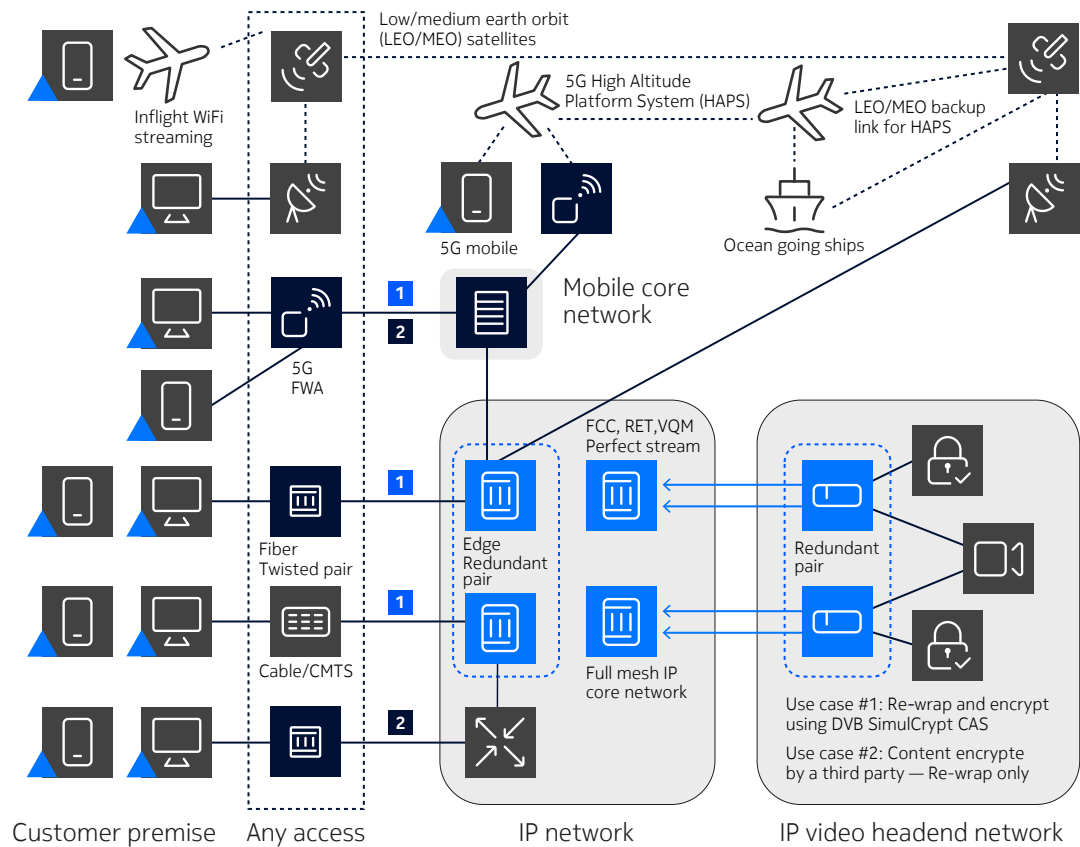 Low/medium earth orbit
(LEO/MEO) satellites
Inflight WiFi
streaming
5G High Altitude
Platform System (HAPS)
LEO/MEO backup
link for HAPS
5G mobile
Ocean going ships
1
2
Mobile core
network
5G
FWA
FCC, RET,VQM
Perfect stream
1
Fiber
Twisted pair
Edge
Redundant
pair
Redundant
pair
1
Cable/CMTS
Full mesh IP
core network
2
Use case #1: Re-wrap and encrypt
using DVB SimulCrypt CAS
Use case #2: Content encrypte
by a third party — Re-wrap only
Customer premise
Any access
IP network
IP video headend network